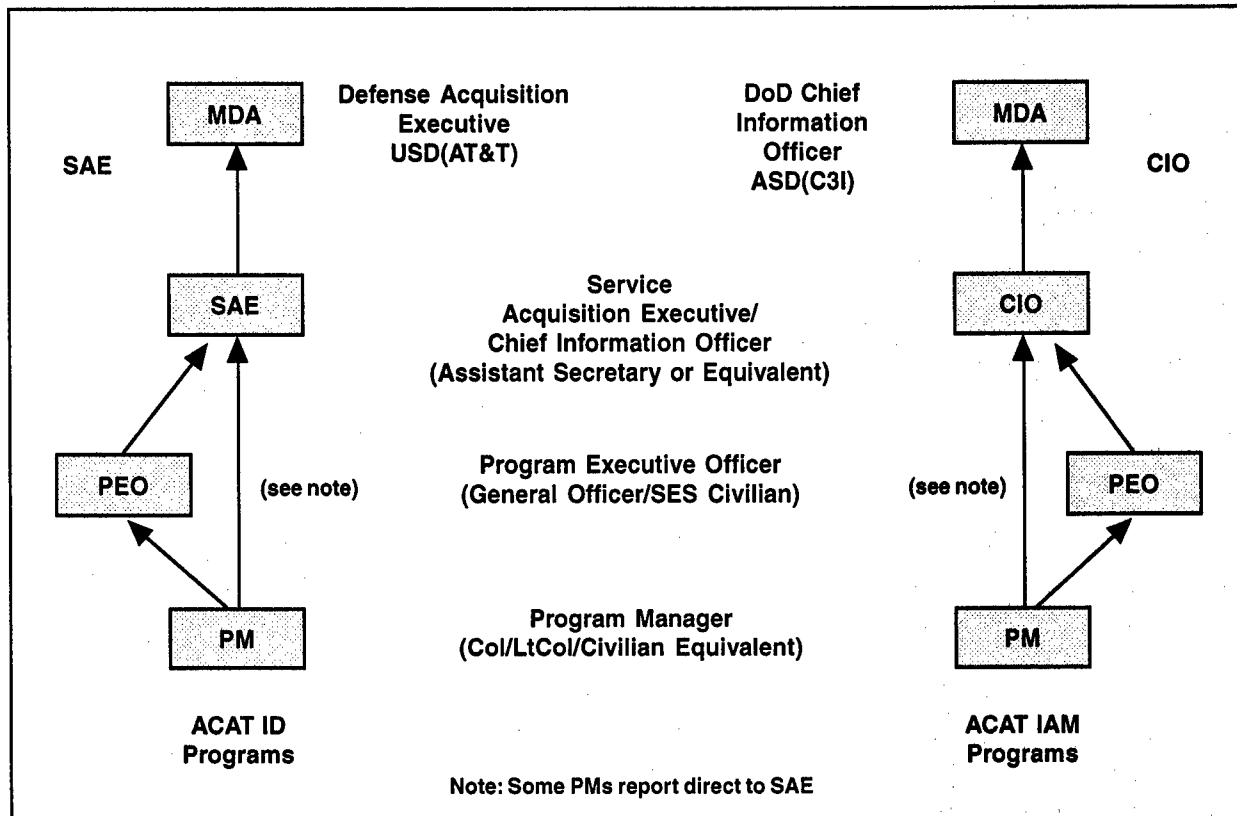 MDA
Defense Acquisition
Executive
USD(AT&T)
SAE
DoD Chief
Information
Officer
ASD(C3I)
MDA
CIO
SAE
Service
Acquisition Executive/
Chief Information Officer
(Assistant Secretary or Equivalent)
CIO
PEO
(see note)
Program Executive Officer
(General Officer/SES Civilian)
(see note)
PEO
PM
Program Manager
(Col/LtCol/Civilian Equivalent)
PM
ACAT ID
Programs
ACAT IAM
Programs
Note: Some PMs report direct to SAE